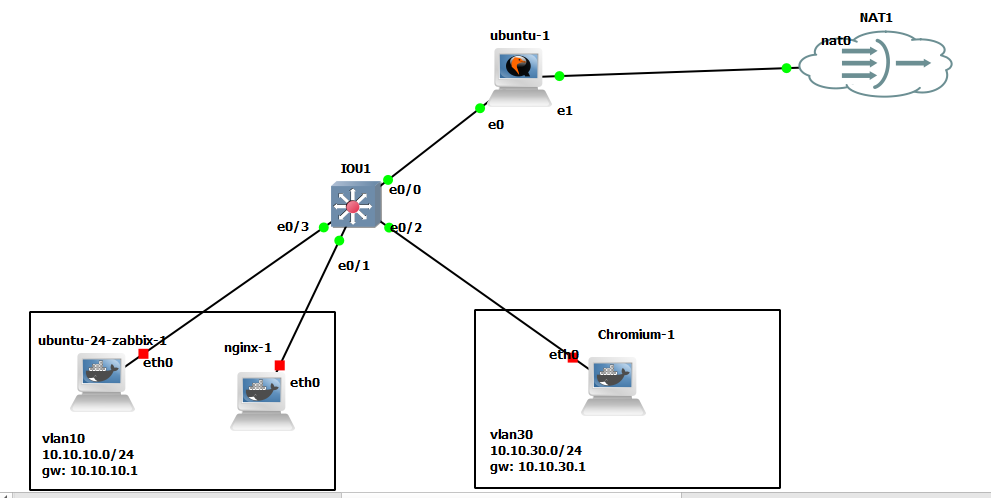 NAT1
ubuntu-1
nat0
e1
e0
IOU1
e0/0
e0/3
e0/2
e0/1
ubuntu-24-zabbix-1
eth0
nginx-1
eth0
Chromium-1
eth0
vlan10
10.10.10.0/24
gw: 10.10.10.1
vlan30
10.10.30.0/24
gw: 10.10.30.1